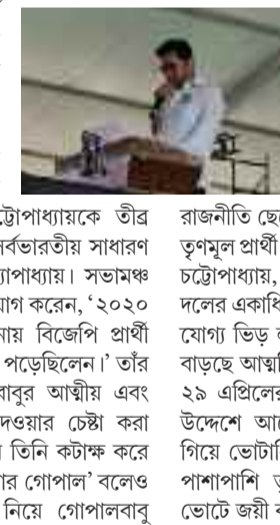 ট্টোপাধ্যায়কে তীব্র
সর্বভারতীয় সাধারণ
্যাপাধ্যায়। সভামঞ্চ
যাগ করেন, ‘২০২০
নায় বিজেপি প্রার্থী
পড়েছিলেন।’ তাঁর
বাবুর আত্মীয় এবং
দেওয়ার চেষ্টা করা
তিনি কটাক্ষ করে
ার গোপাল’ বলেও
নিয়ে গোপালবাবু
রাজনীতি ছে
তৃণমূল প্রার্থী
চট্টোপাধ্যায়,
দলের একাধি
যোগ্য ভিড়
বাড়ছে আত্মবি
২৯ এপ্রিলের
উদ্দেশে আ
গিয়ে ভোটা
পাশাপাশি
ভোটে জয়ী